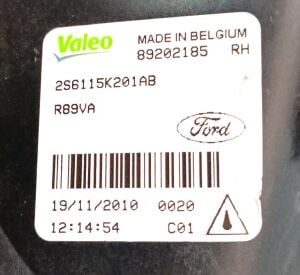 Valeo MADE IN BELGIUM
89202185 RH
2S6115K201AB
R89VA
Ford
19/11/2010 0020
12:14:54 C01